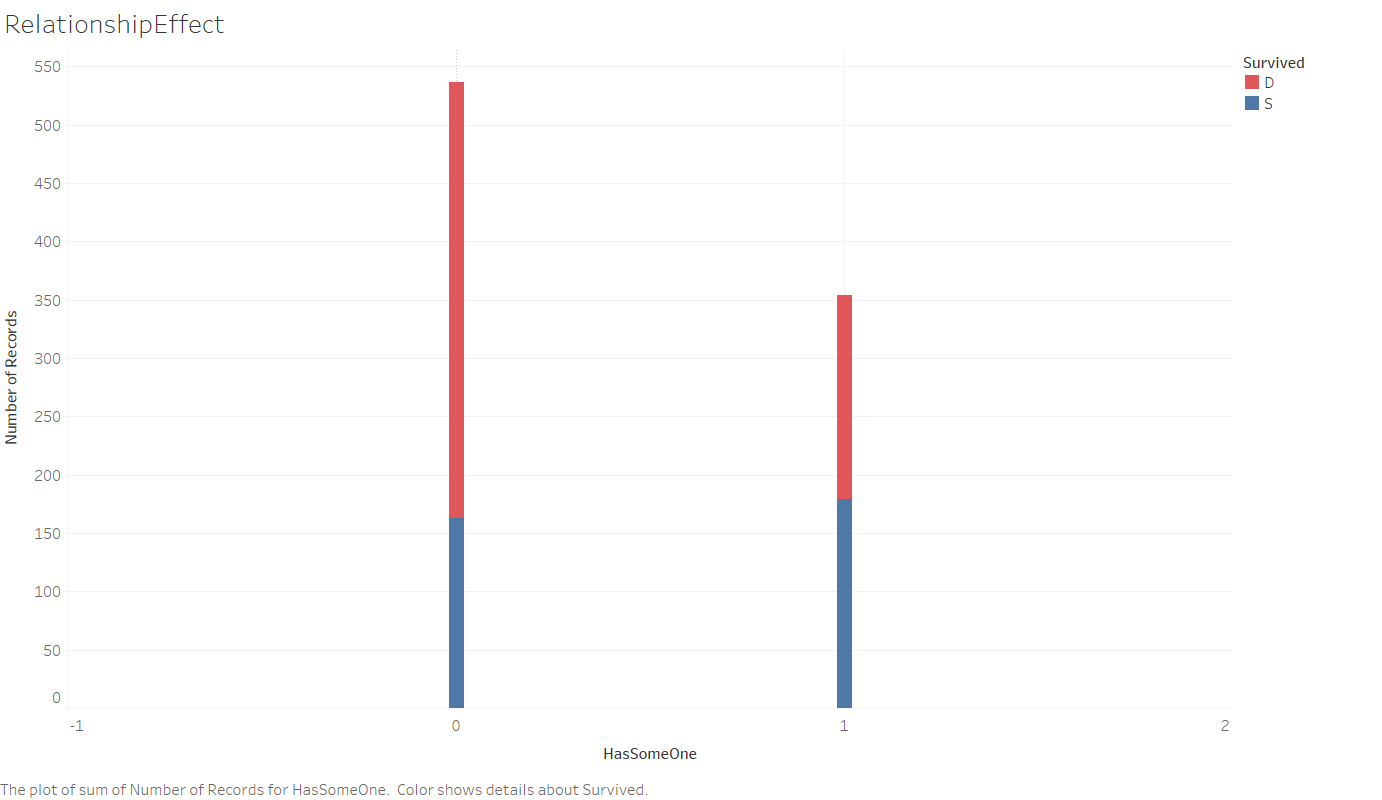 RelationshipEffect
550
500
450
400
350
300
250
200
150
100
50
0
Number of Records
-1
0
1
2
HasSomeOne
Survived
D
S
The plot of sum of Number of Records for HasSomeOne.  Color shows details about Survived.